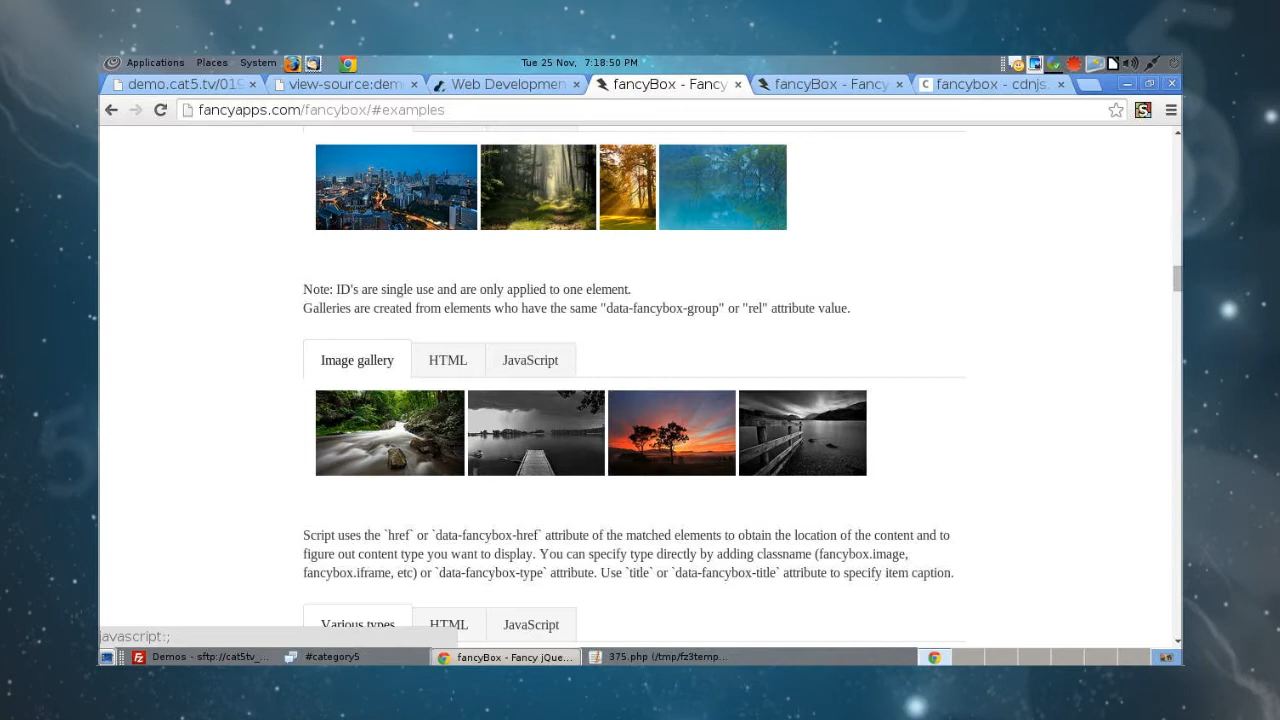 Applications Places System
Tue 25 Nov, 7:18:50 PM
demo.cat5.tv/019 ×
view-source:dem ×
Web Developmen ×
fancyBox - Fancy ×
fancyBox - Fancy ×
fancybox - cdnjs. ×
fancyapps.com/fancybox/#examples
Note: ID's are single use and are only applied to one element.
Galleries are created from elements who have the same "data-fancybox-group" or "rel" attribute value.
Image gallery HTML JavaScript
Script uses the `href` or `data-fancybox-href` attribute of the matched elements to obtain the location of the content and to
figure out content type you want to display. You can specify type directly by adding classname (fancybox.image,
fancybox.iframe, etc) or `data-fancybox-type` attribute. Use `title` or `data-fancybox-title` attribute to specify item caption.
Various types HTML JavaScript
javascript:;
Demos - sftp://cat5tv_...
#category5
fancyBox - Fancy jQue...
375.php (/tmp/fz3temp...